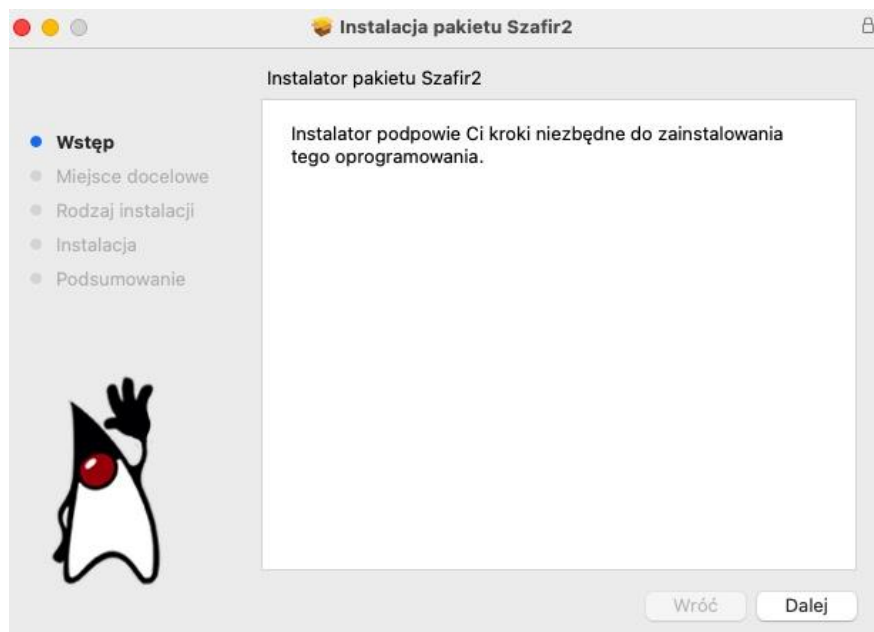 Instalacja pakietu Szafir2
Instalator pakietu Szafir2
Wstęp
Miejsce docelowe
Rodzaj instalacji
Instalacja
Podsumowanie
Instalator podpowie Ci kroki niezbędne do zainstalowania
tego oprogramowania.
Wróć
Dalej